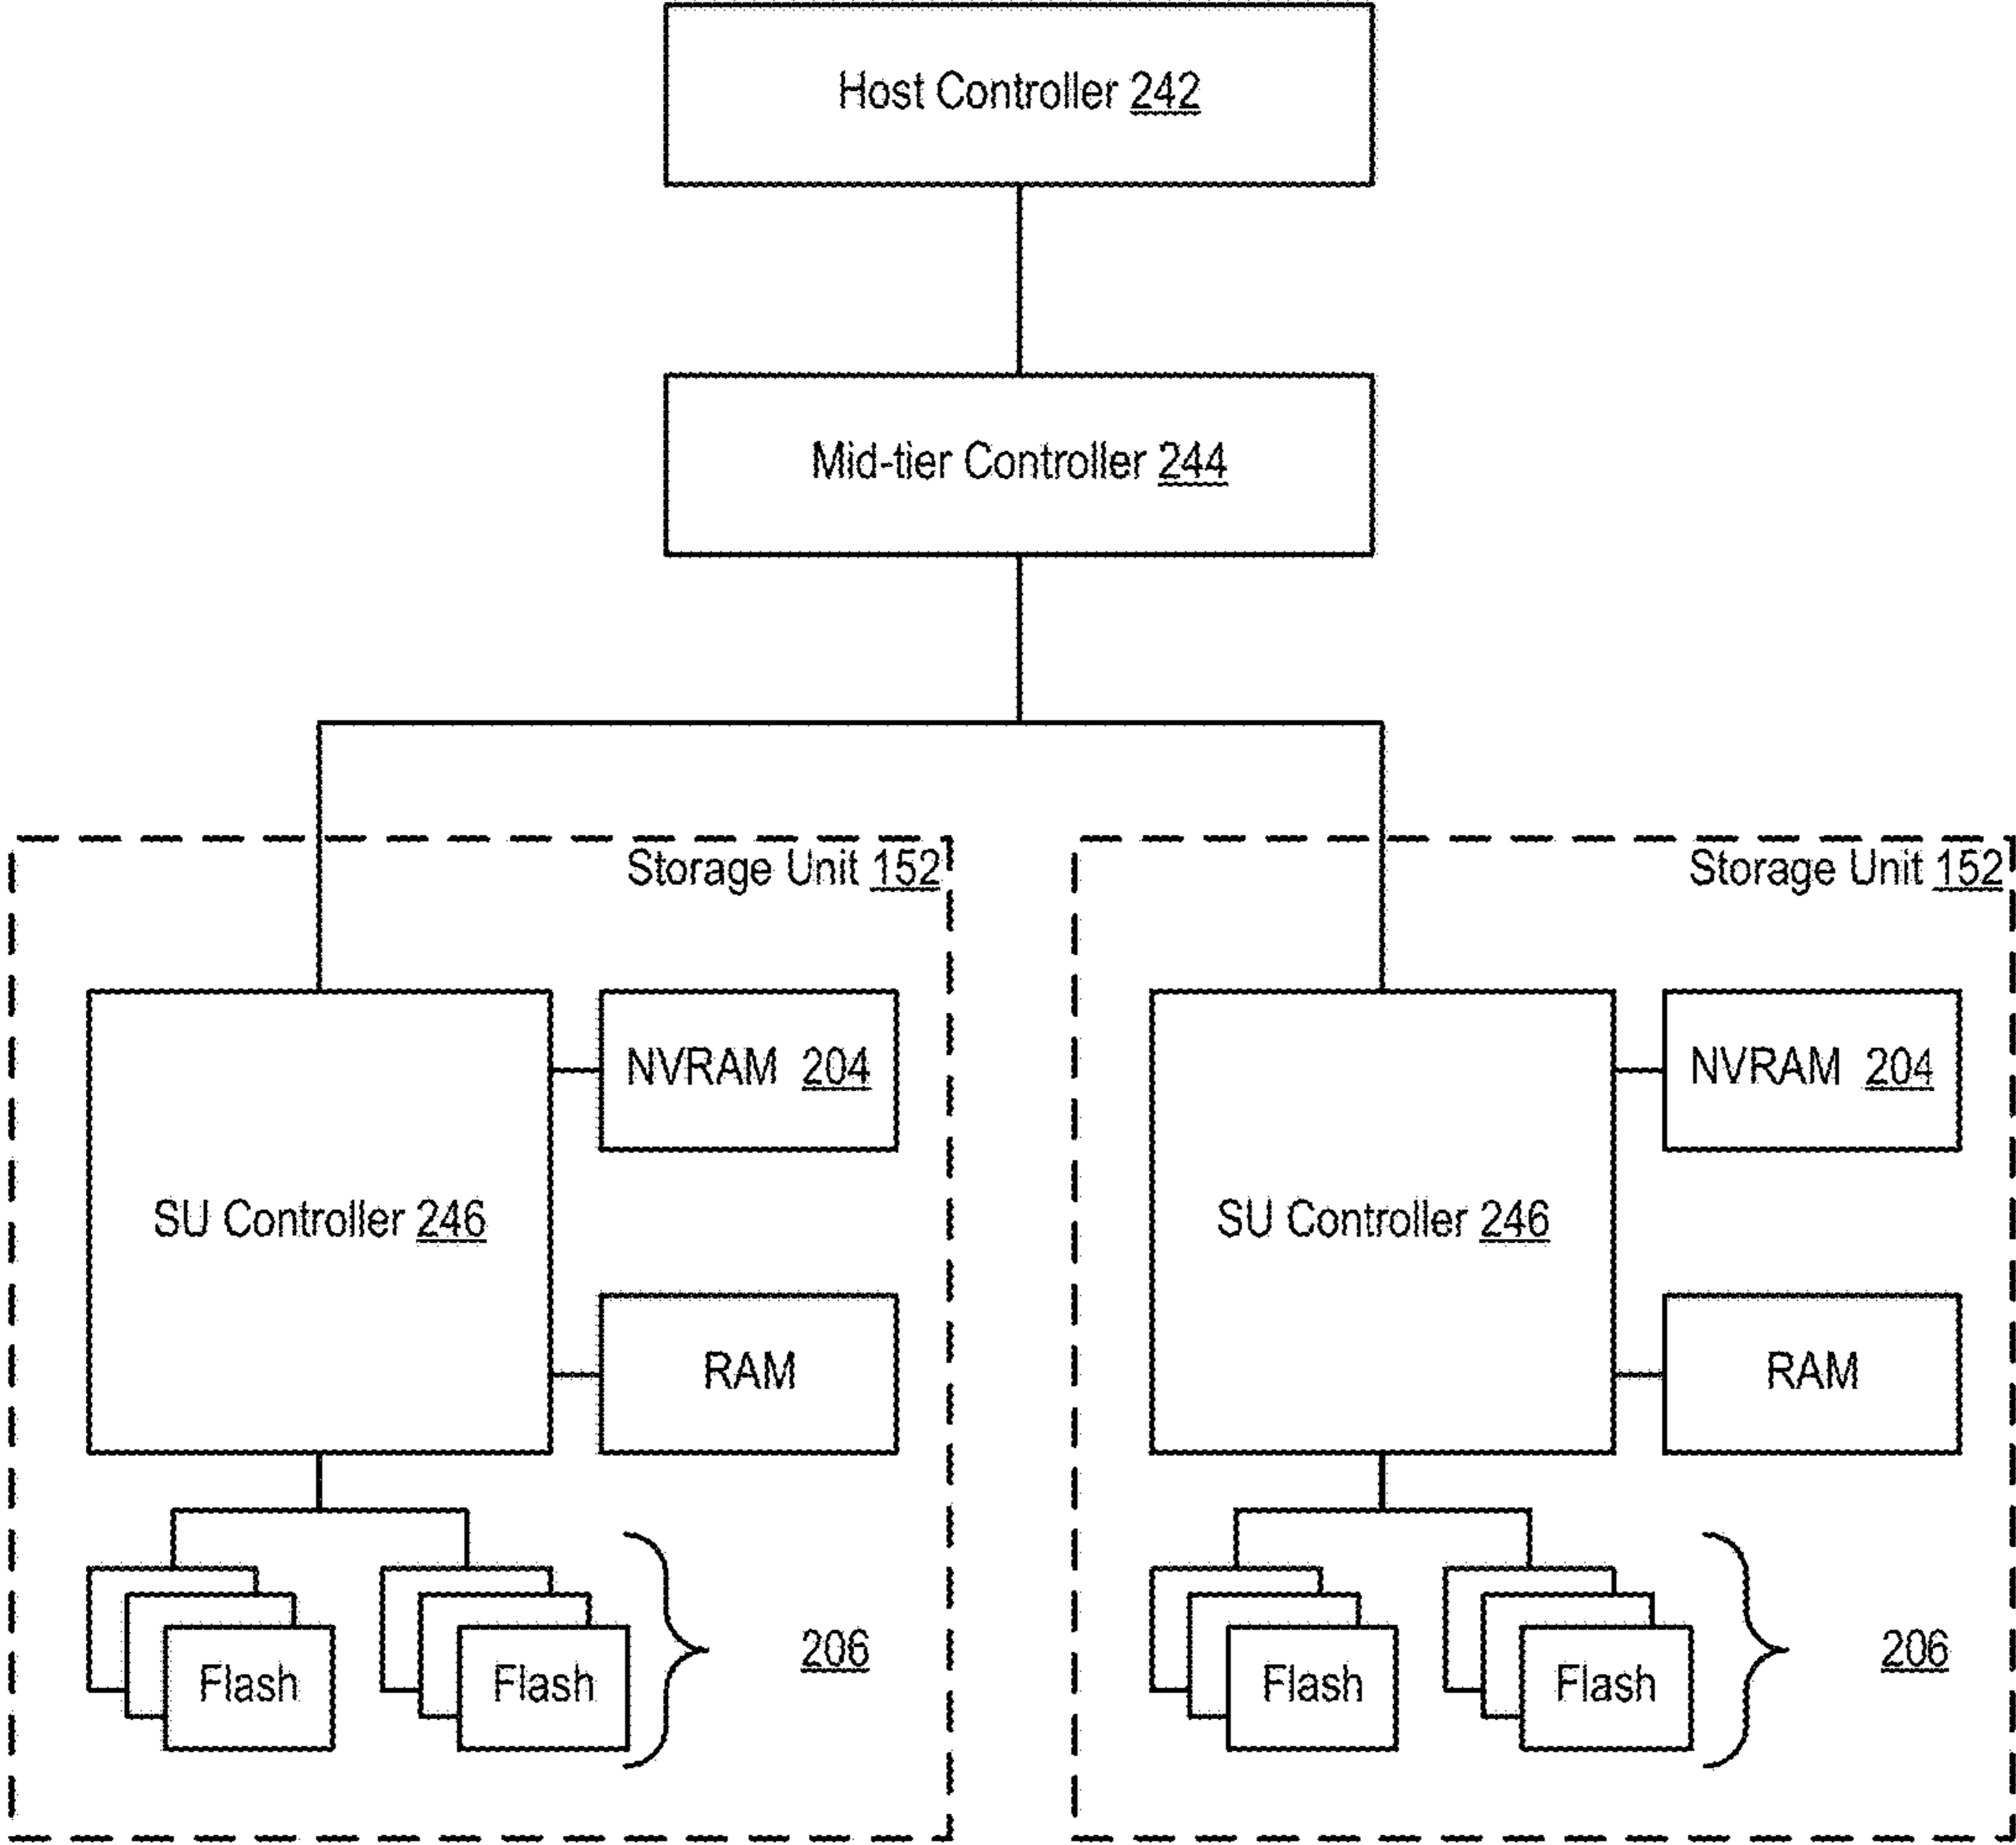 Host Controller 242
Mid-tier Controller 244
Storage Unit 152
NVRAM 204
SU Controller 246
RAM
Flash
Flash
206
Storage Unit 152
NVRAM 204
SU Controller 246
RAM
Flash
Flash
206